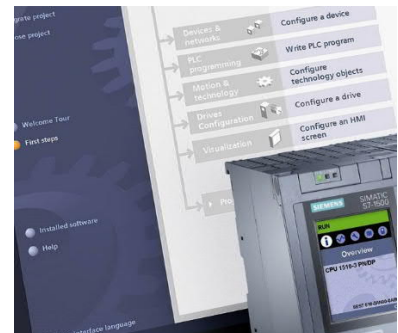 grate project
ose project
Welcome Tour
First steps
Installed software
Help
nterface language
Devices &
networks
Configure a device
PLC
programming
Write PLC program
Motion &
technology
Configure
technology objects
Drives
Configuration
Configure a drive
Visualization
Configure an HMI
screen
Pro
SIEMENS
SIMATIC
S7-1500
RUN
Overview
CPU 1516-3 PN/DP